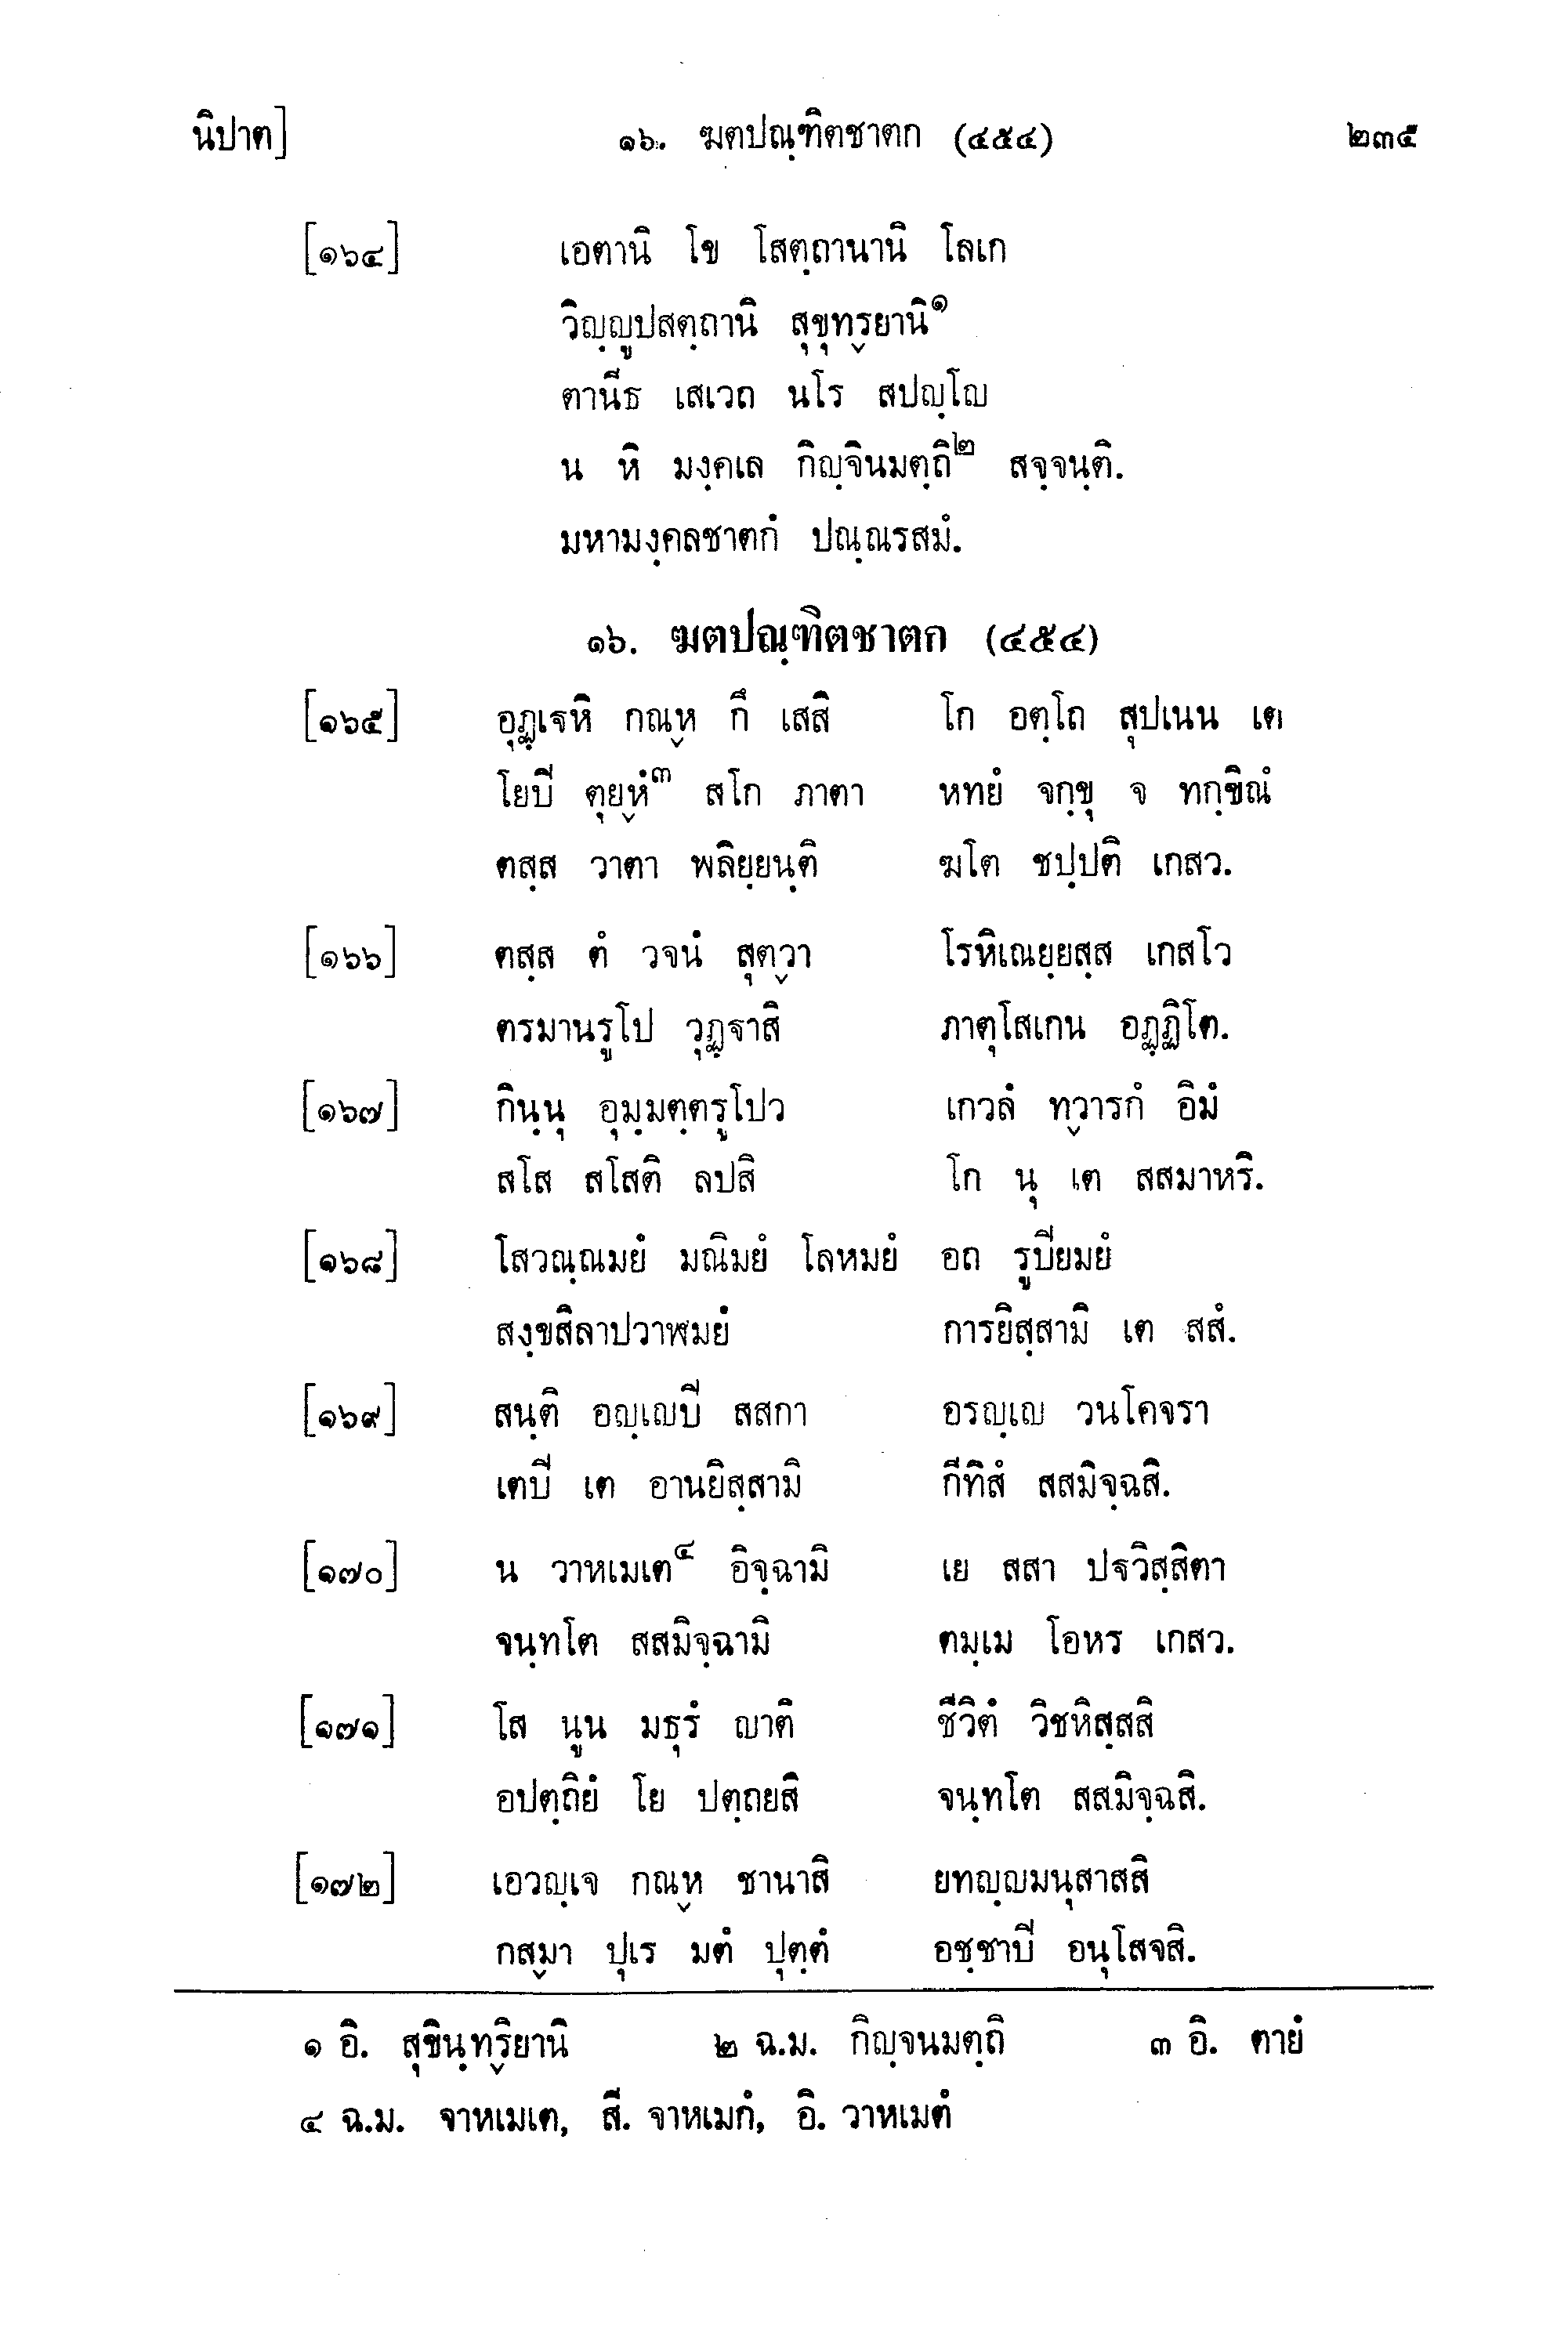 นิปาต] ๑๖. ฆตปณฺฑิตชาตก (๔๕๔) ๒๓๕
[๑๖๔] เอตานิ โข โสตฺถานานิ โลเก
วิญฺญูปสตฺถานิ สุขุทฺรยานิ๑
ตานีธ เสเวถ นโร สปญฺโญ
น หิ มงฺคเล กิญฺจินมตฺถิ๒ สจฺจนฺติ.
มหามงฺคลชาตกํ ปณฺณรสมํ.
๑๖. ฆตปณฺฑิตชาตก (๔๕๔)
[๑๖๕] อุฏฺเฐหิ กณฺห กึ เสสิ โก อตฺโถ สุปเนน เต
โยปิ ตุยฺหํ๓ สโก ภาตา หทยํ จกฺขุ จ ทกฺขิณํ
ตสฺส วาตา พลิยฺยนฺติ ฆโต ชปฺปติ เกสว.
[๑๖๖] ตสฺส ตํ วจนํ สุตฺวา โรหิเณยฺยสฺส เกสโว
ตรมานรูโป วุฏฺฐาสิ ภาตุโสเกน อฏฺฏิโต.
[๑๖๗] กินฺนุ อุมฺมตฺตรูโปว เกวลํ ทฺวารกํ อิมํ
สโส สโสติ ลปสิ โก นุ เต สสมาหริ.
[๑๖๘] โสวณฺณมยํ มณิมยํ โลหมยํ อถ รูปิยมยํ
สงฺขสิลาปวาฬมยํ การยิสฺสามิ เต สสํ.
[๑๖๙] สนฺติ อญฺเญปิ สสกา อรญฺเญ วนโคจรา
เตปิ เต อานยิสฺสามิ กีทิสํ สสมิจฺฉสิ.
[๑๗๐] น วาหเมเต๔ อิจฺฉามิ เย สสา ปฐวิสฺสิตา
จนฺทโต สสมิจฺฉามิ ตมฺเม โอหร เกสว.
[๑๗๑] โส นูน มธุรํ ญาติ ชีวิตํ วิชหิสฺสสิ
อปตฺถิยํ โย ปตฺถยสิ จนฺทโต สสมิจฺฉสิ.
[๑๗๒] เอวญฺเจ กณฺห ชานาสิ ยทญฺญมนุสาสสิ
กสฺมา ปุเร มตํ ปุตฺตํ อชฺชาปิ อนุโสจสิ.
๑ อิ. สุขินฺทฺริยานิ ๒ ฉ.ม. กิญฺจนมตฺถิ ๓ อิ. ตายํ
๔ ฉ.ม. จาหเมเต, สี. จาหเมกํ, อิ. วาหเมตํ